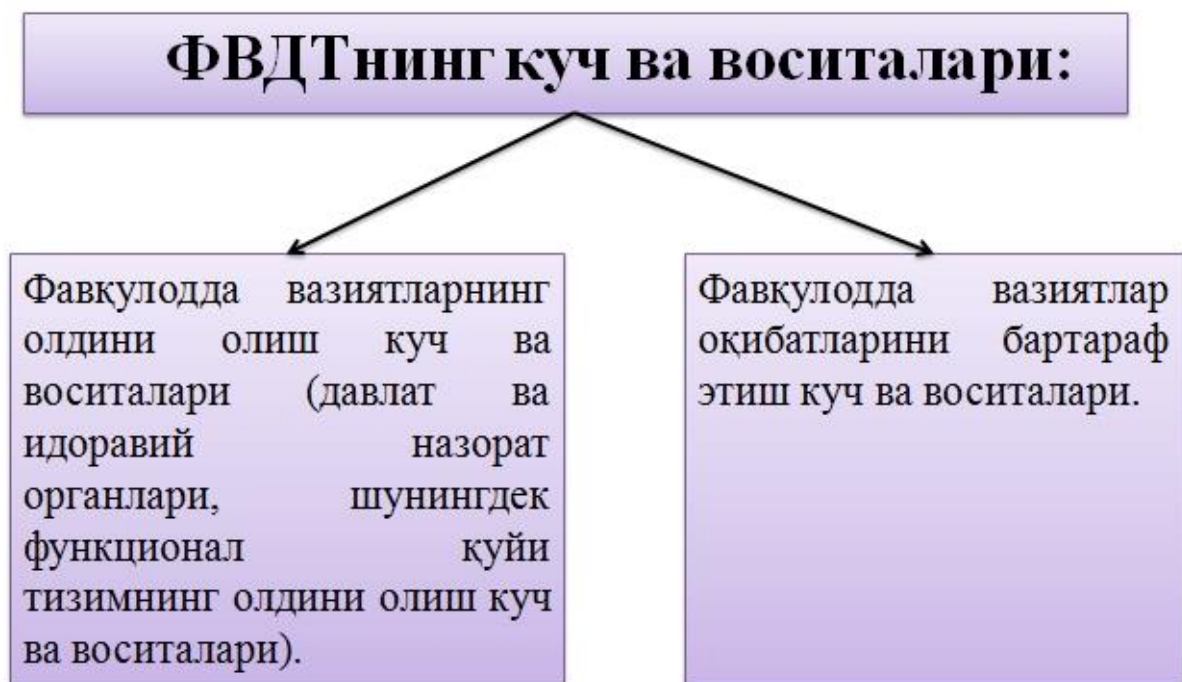 ФВДТнинг куч ва воситалари:
Фавқулодда вазиятларнинг
олдини олиш куч ва
воситалари (давлат ва
идоравий назорат
органлари, шунингдек
функционал қуйи
тизимнинг олдини олиш куч
ва воситалари).
Фавқулодда вазиятлар
оқибатларини бартараф
этиш куч ва воситалари.